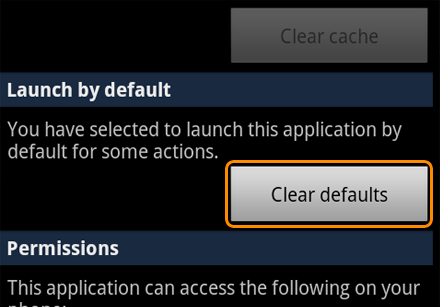 Clear cache
Launch by default
You have selected to launch this application by
default for some actions.
Clear defaults
Permissions
This application can access the following on your
phone: